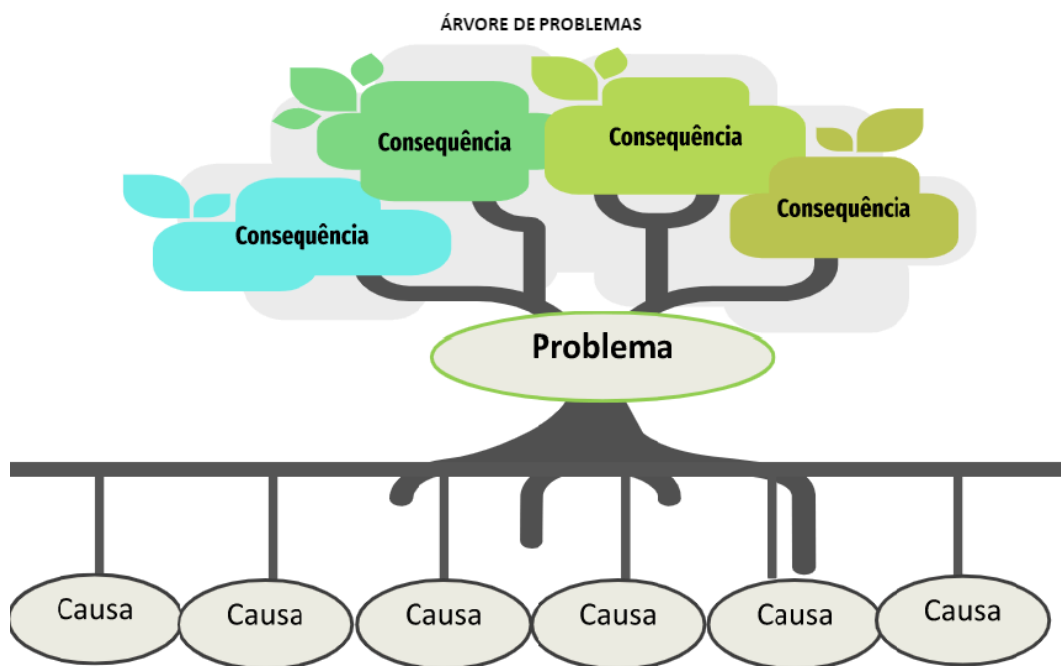 ÁRVORE DE PROBLEMAS
Consequência
Consequência
Consequência
Consequência
Problema
Causa
Causa
Causa
Causa
Causa
Causa